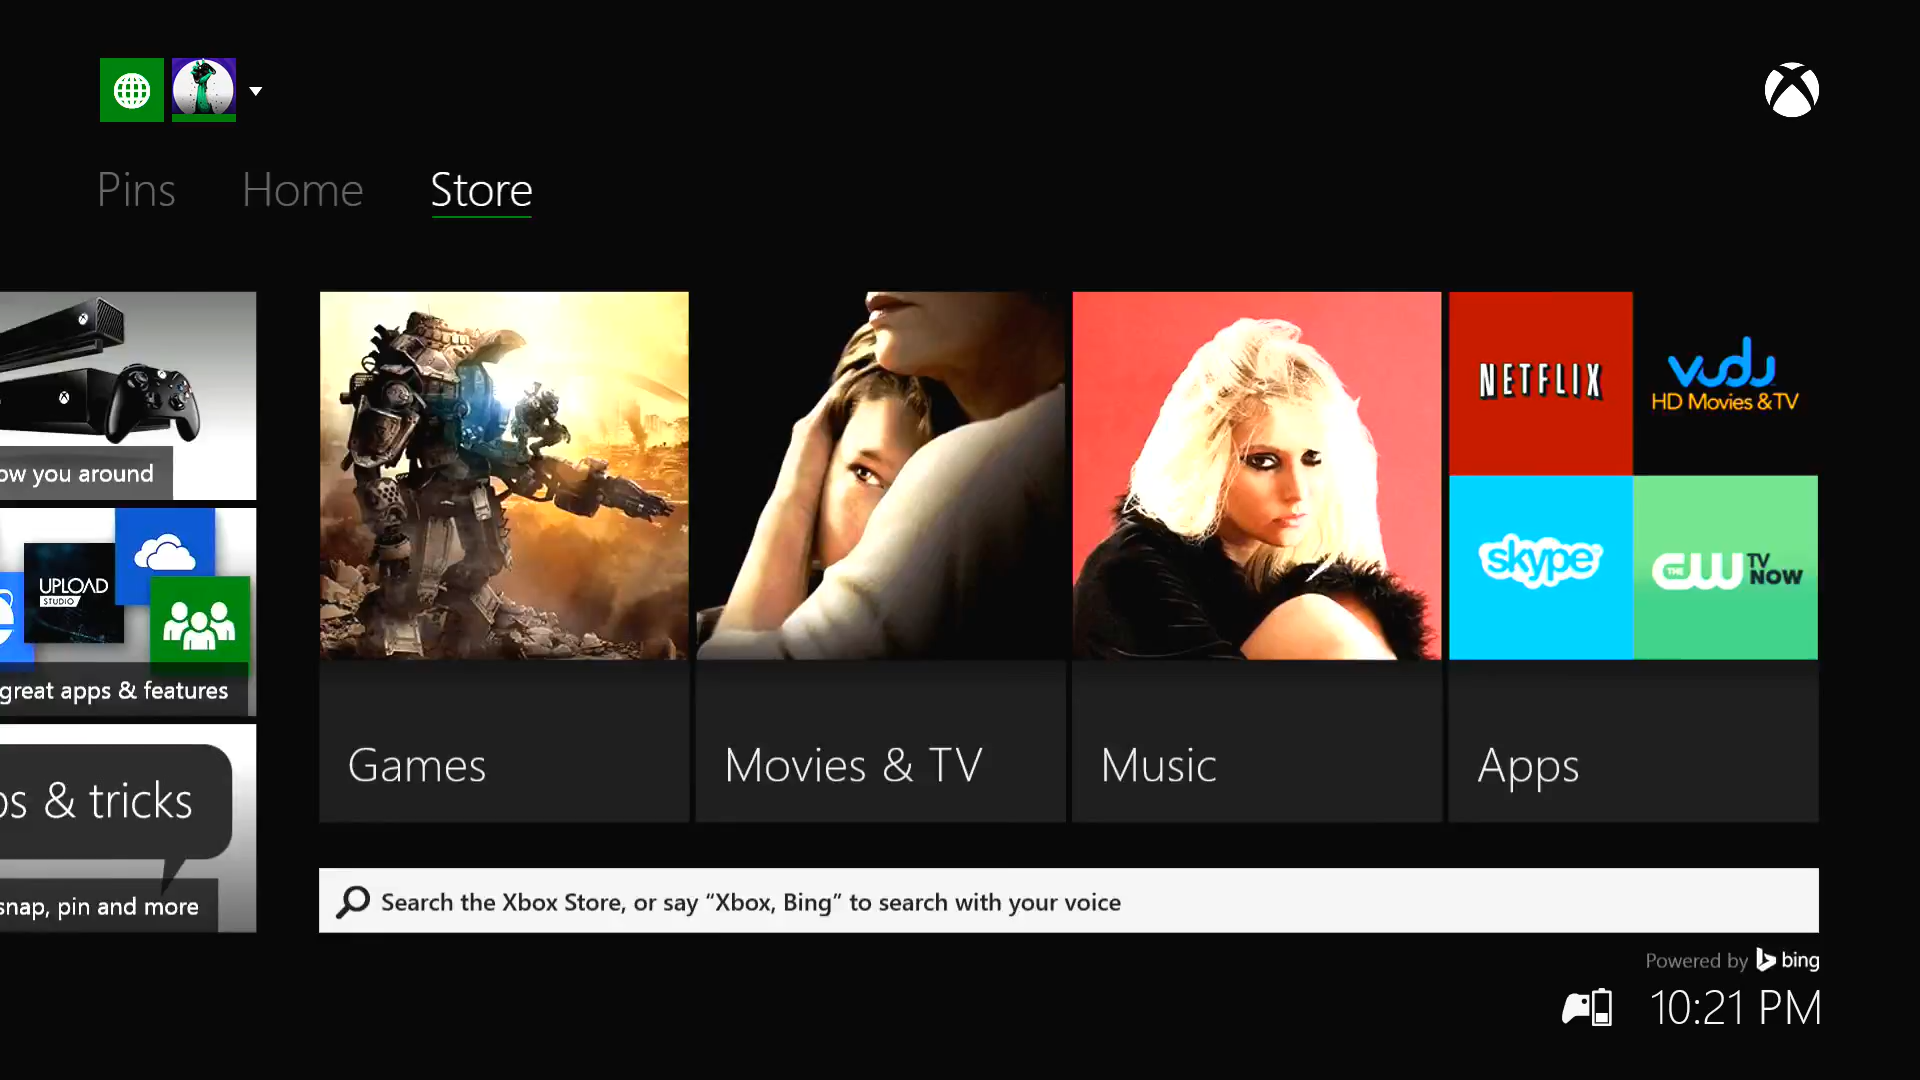 Pins Home Store
ow you around
UPLOAD
STUDIO
great apps & features
ps & tricks
snap, pin and more
NETFLIX
vudu
HD Movies & TV
skype
THE CW TV NOW
Games
Movies & TV
Music
Apps
Search the Xbox Store, or say “Xbox, Bing” to search with your voice
Powered by bing
10:21 PM